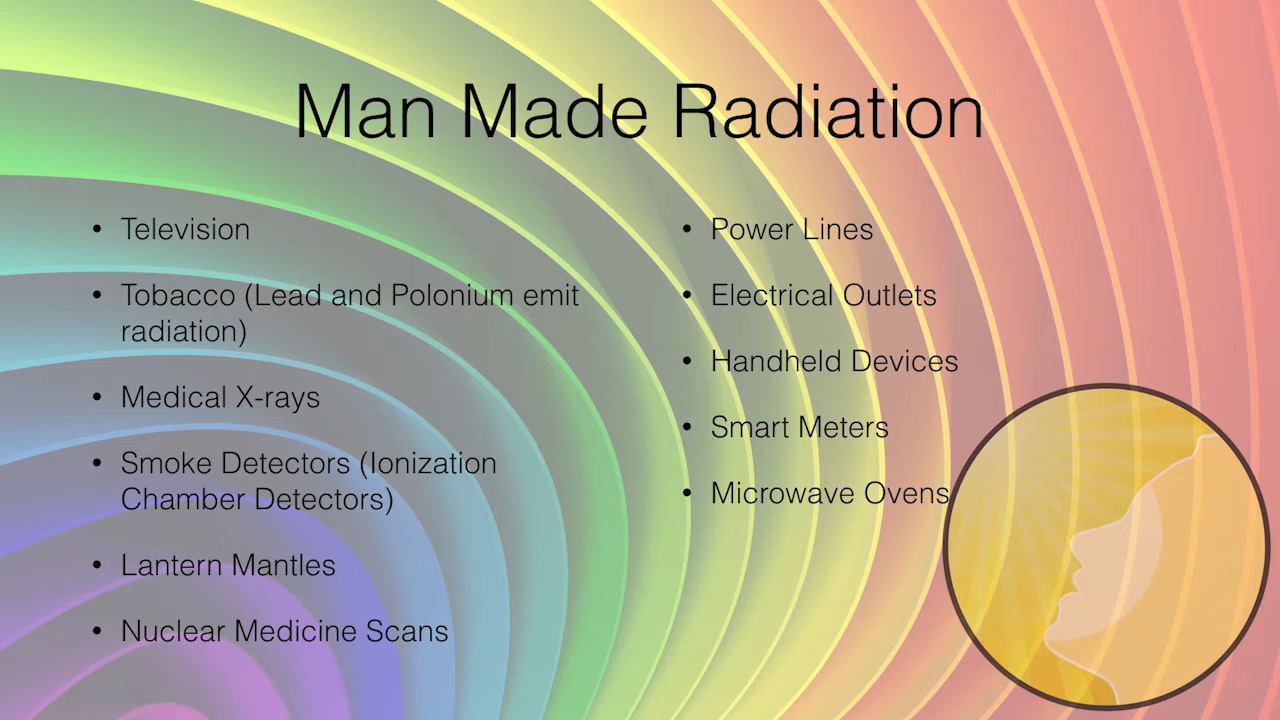 Man Made Radiation
• Television
• Tobacco (Lead and Polonium emit
radiation)
• Medical X-rays
• Smoke Detectors (Ionization
Chamber Detectors)
• Lantern Mantles
• Nuclear Medicine Scans
• Power Lines
• Electrical Outlets
• Handheld Devices
• Smart Meters
• Microwave Ovens